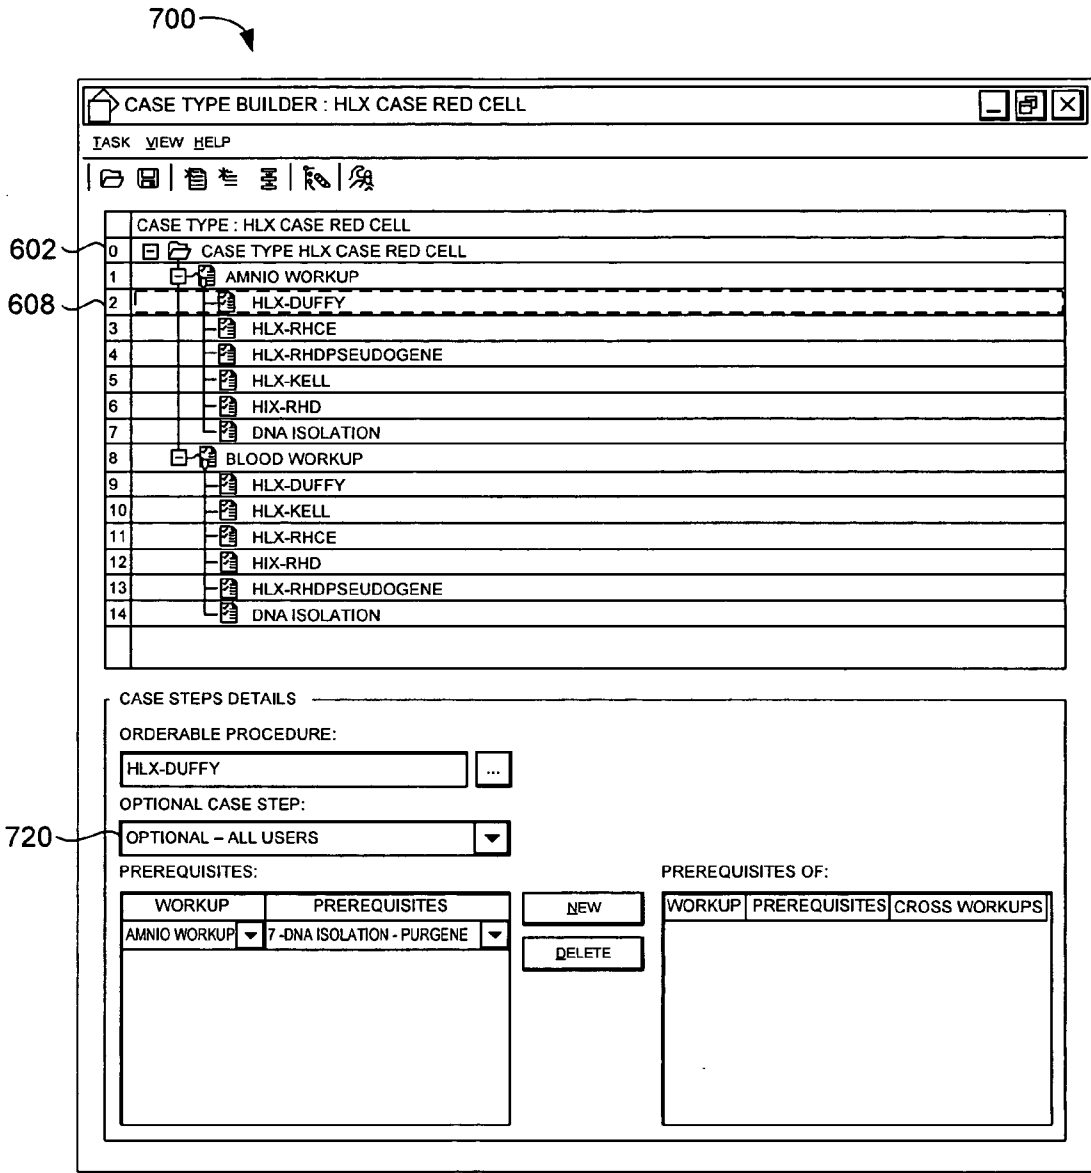 700
CASE TYPE BUILDER : HLX CASE RED CELL
TASK VIEW HELP
CASE TYPE : HLX CASE RED CELL
602 0 CASE TYPE HLX CASE RED CELL
1 AMNIO WORKUP
608 2 HLX-DUFFY
3 HLX-RHCE
4 HLX-RHDPSEUDOGENE
5 HLX-KELL
6 HIX-RHD
7 DNA ISOLATION
8 BLOOD WORKUP
9 HLX-DUFFY
10 HLX-KELL
11 HLX-RHCE
12 HIX-RHD
13 HLX-RHDPSEUDOGENE
14 DNA ISOLATION
CASE STEPS DETAILS
ORDERABLE PROCEDURE:
HLX-DUFFY ...
OPTIONAL CASE STEP:
720 OPTIONAL – ALL USERS
PREREQUISITES: PREREQUISITES OF:
WORKUP PREREQUISITES NEW WORKUP PREREQUISITES CROSS WORKUPS
AMNIO WORKUP 7 -DNA ISOLATION - PURGENE
DELETE